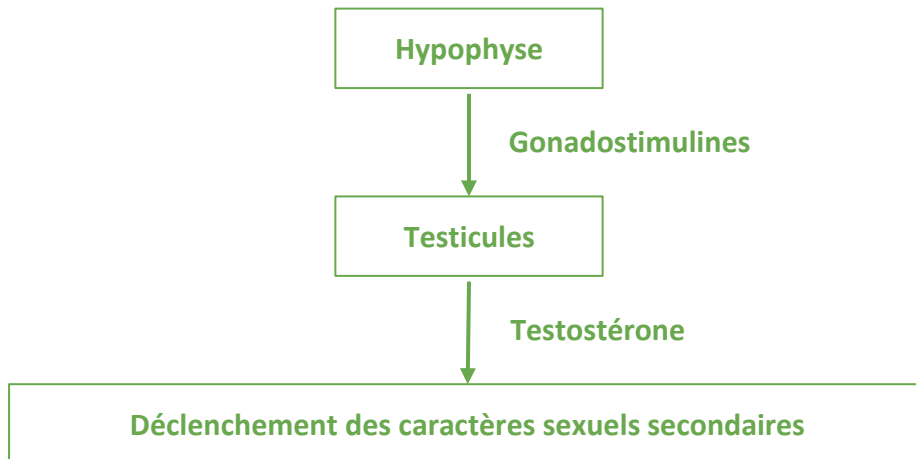 Hypophyse
Gonadostimulines
Testicules
Testostérone
Déclenchement des caractères sexuels secondaires